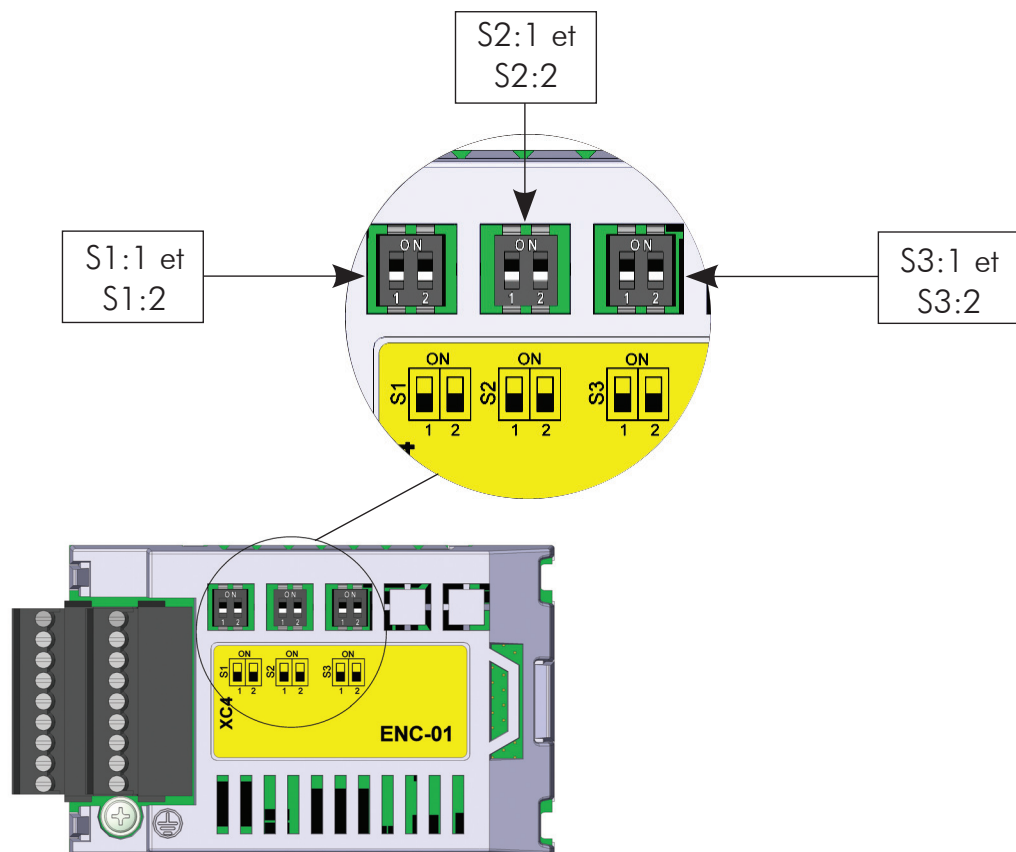 S2:1 et
S2:2
S1:1 et
S1:2
S3:1 et
S3:2
ON
1 2
ON
1 2
ON
1 2
S1
ON
1 2
S2
ON
1 2
S3
ON
1 2
ON
1 2
ON
1 2
ON
1 2
S1
ON
1 2
S2
ON
1 2
S3
ON
1 2
XC4
ENC-01